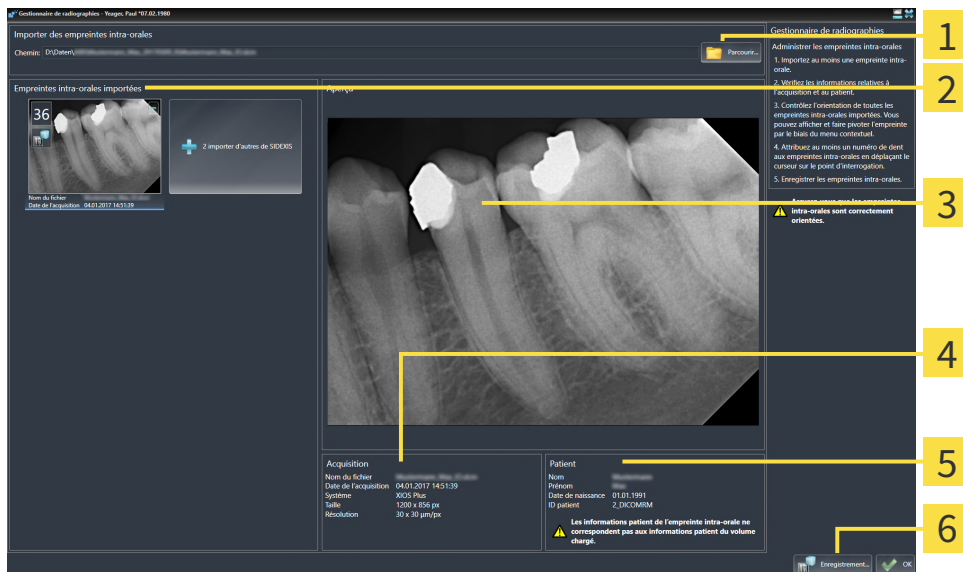 Gestionnaire de radiographies - Yeager, Paul *07.02.1980
Importer des empreintes intra-orales
Chemin: D:\Daten\
Parcourir...
1
Empreintes intra-orales importées
2
36
Nom du fichier
Date de l'acquisition 04.01.2017 14:51:39
2 importer d'autres de SIDEXIS
Aperçu
3
Acquisition
4
Nom du fichier
Date de l'acquisition 04.01.2017 14:51:39
Système XIOS Plus
Taille 1200 x 856 px
Résolution 30 x 30 µm/px
Patient
5
Nom
Prénom
Date de naissance 01.01.1991
ID patient 2_DICOMRM
Les informations patient de l'empreinte intra-orale ne
correspondent pas aux informations patient du volume
chargé.
Gestionnaire de radiographies
Administrer les empreintes intra-orales
1. Importez au moins une empreinte intra-
orale.
2. Vérifiez les informations relatives à
l'acquisition et au patient.
3. Contrôlez l'orientation de toutes les
empreintes intra-orales importées. Vous
pouvez afficher et faire pivoter l'empreinte
par le biais du menu contextuel.
4. Attribuez au moins un numéro de dent
aux empreintes intra-orales en déplaçant le
curseur sur le point d'interrogation.
5. Enregistrer les empreintes intra-orales.
Assurez-vous que les empreintes
intra-orales sont correctement
orientées.
6
Enregistrement...
OK